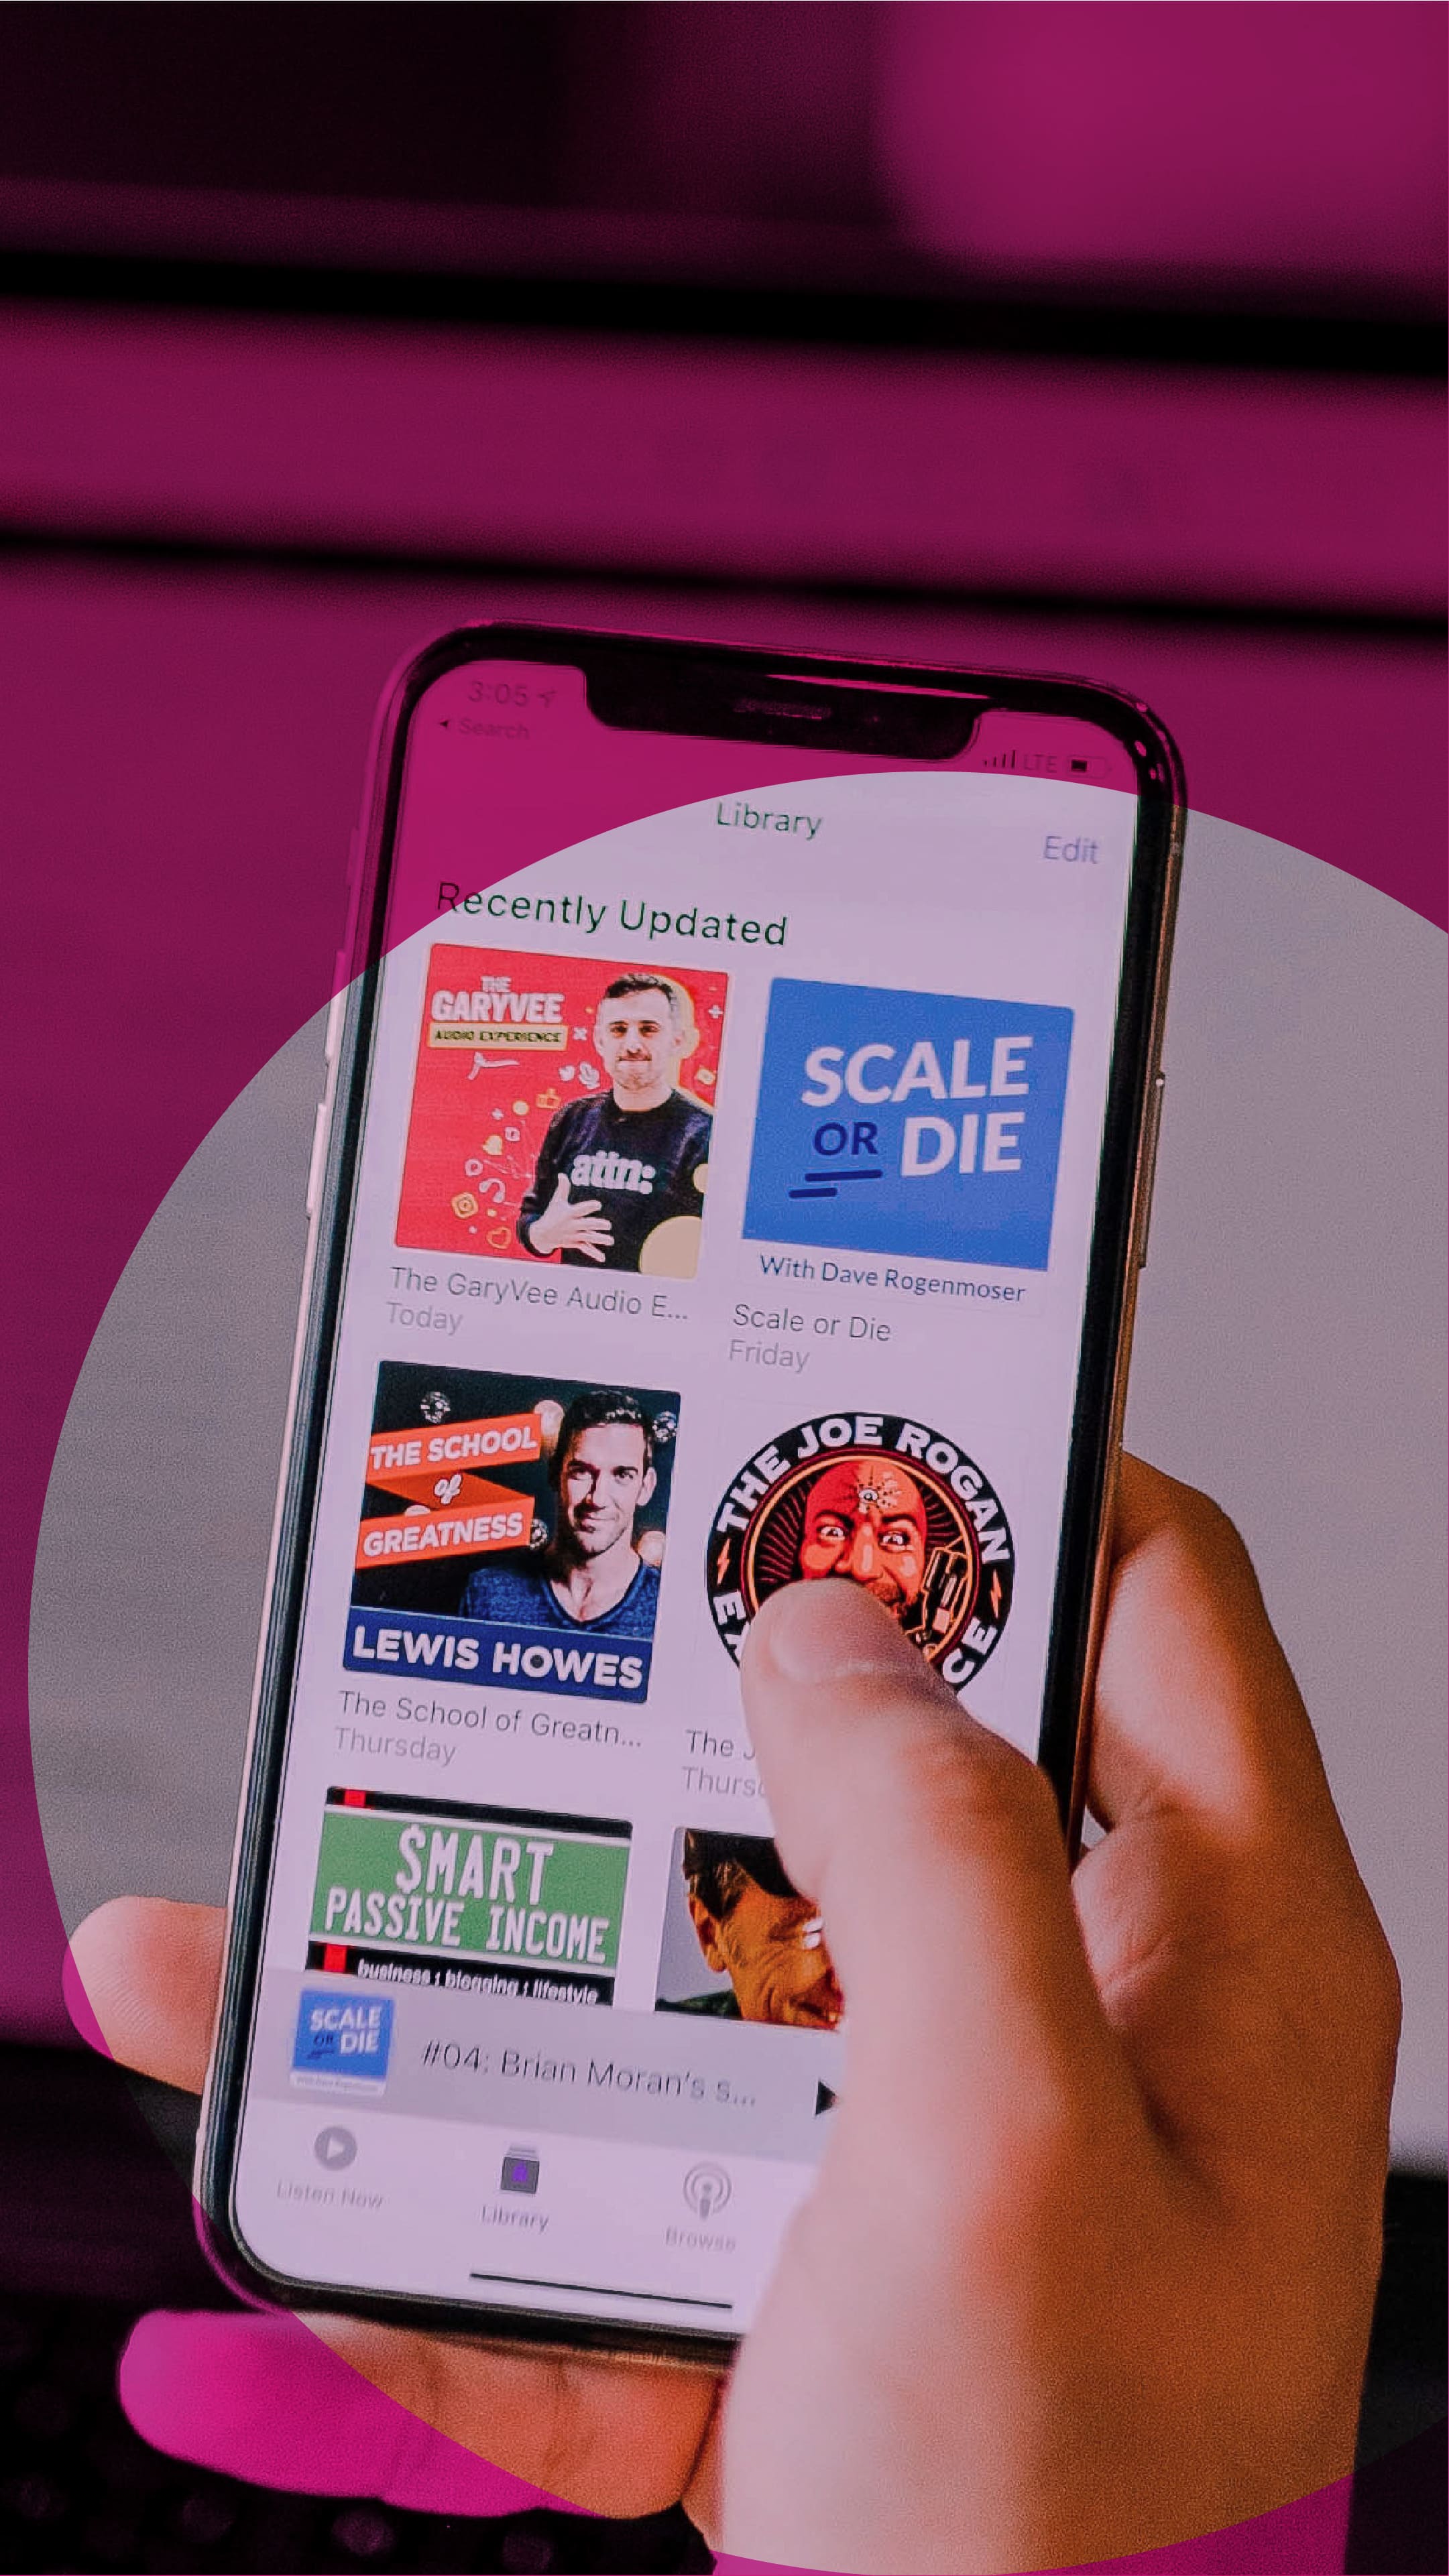 3:05
Search
LTE
Library
Edit
Recently Updated
THE
GARYVEE
AUDIO EXPERIENCE
attn:
The GaryVee Audio E...
Today
SCALE
OR DIE
With Dave Rogenmoser
Scale or Die
Friday
THE SCHOOL
of
GREATNESS
LEWIS HOWES
The School of Greatn...
Thursday
THE JOE ROGAN
The
$MART
PASSIVE INCOME
business : blogging : lifestyle
SCALE
OR DIE
#04: Brian Moran's s...
Listen Now
Library
Browse